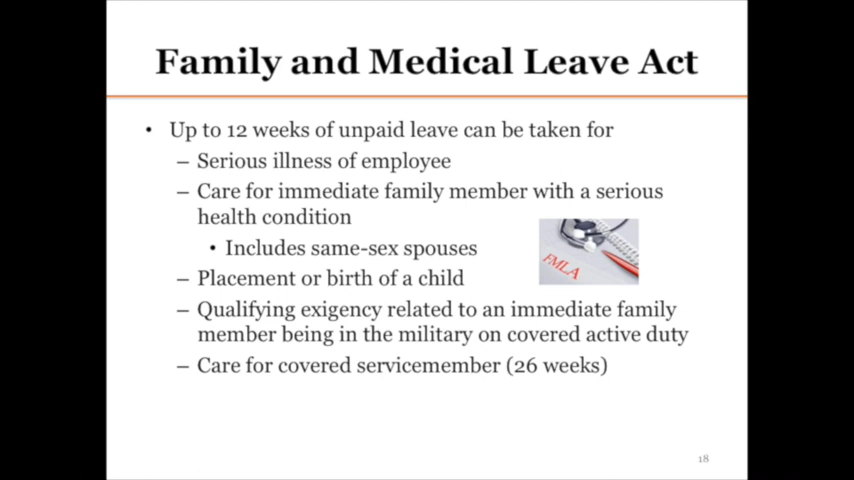 Family and Medical Leave Act
• Up to 12 weeks of unpaid leave can be taken for
– Serious illness of employee
– Care for immediate family member with a serious
health condition
• Includes same-sex spouses
FMLA
– Placement or birth of a child
– Qualifying exigency related to an immediate family
member being in the military on covered active duty
– Care for covered servicemember (26 weeks)
18